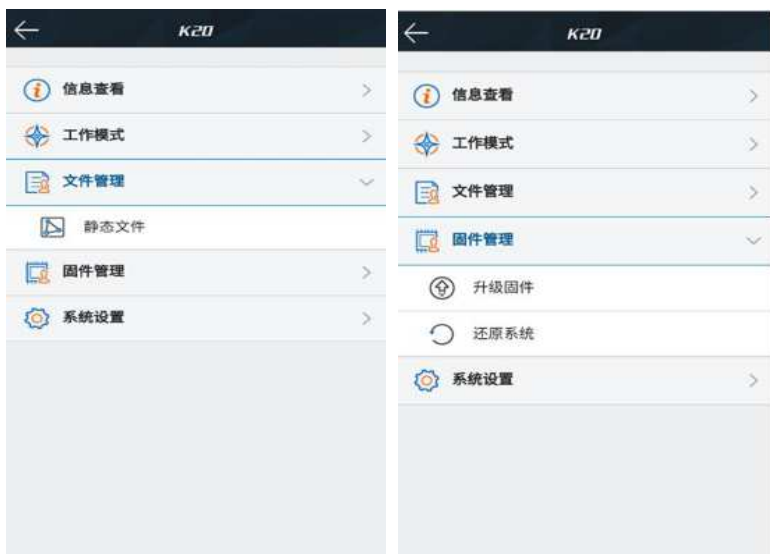 K20
信息查看
工作模式
文件管理
静态文件
固件管理
系统设置
K20
信息查看
工作模式
文件管理
固件管理
升级固件
还原系统
系统设置